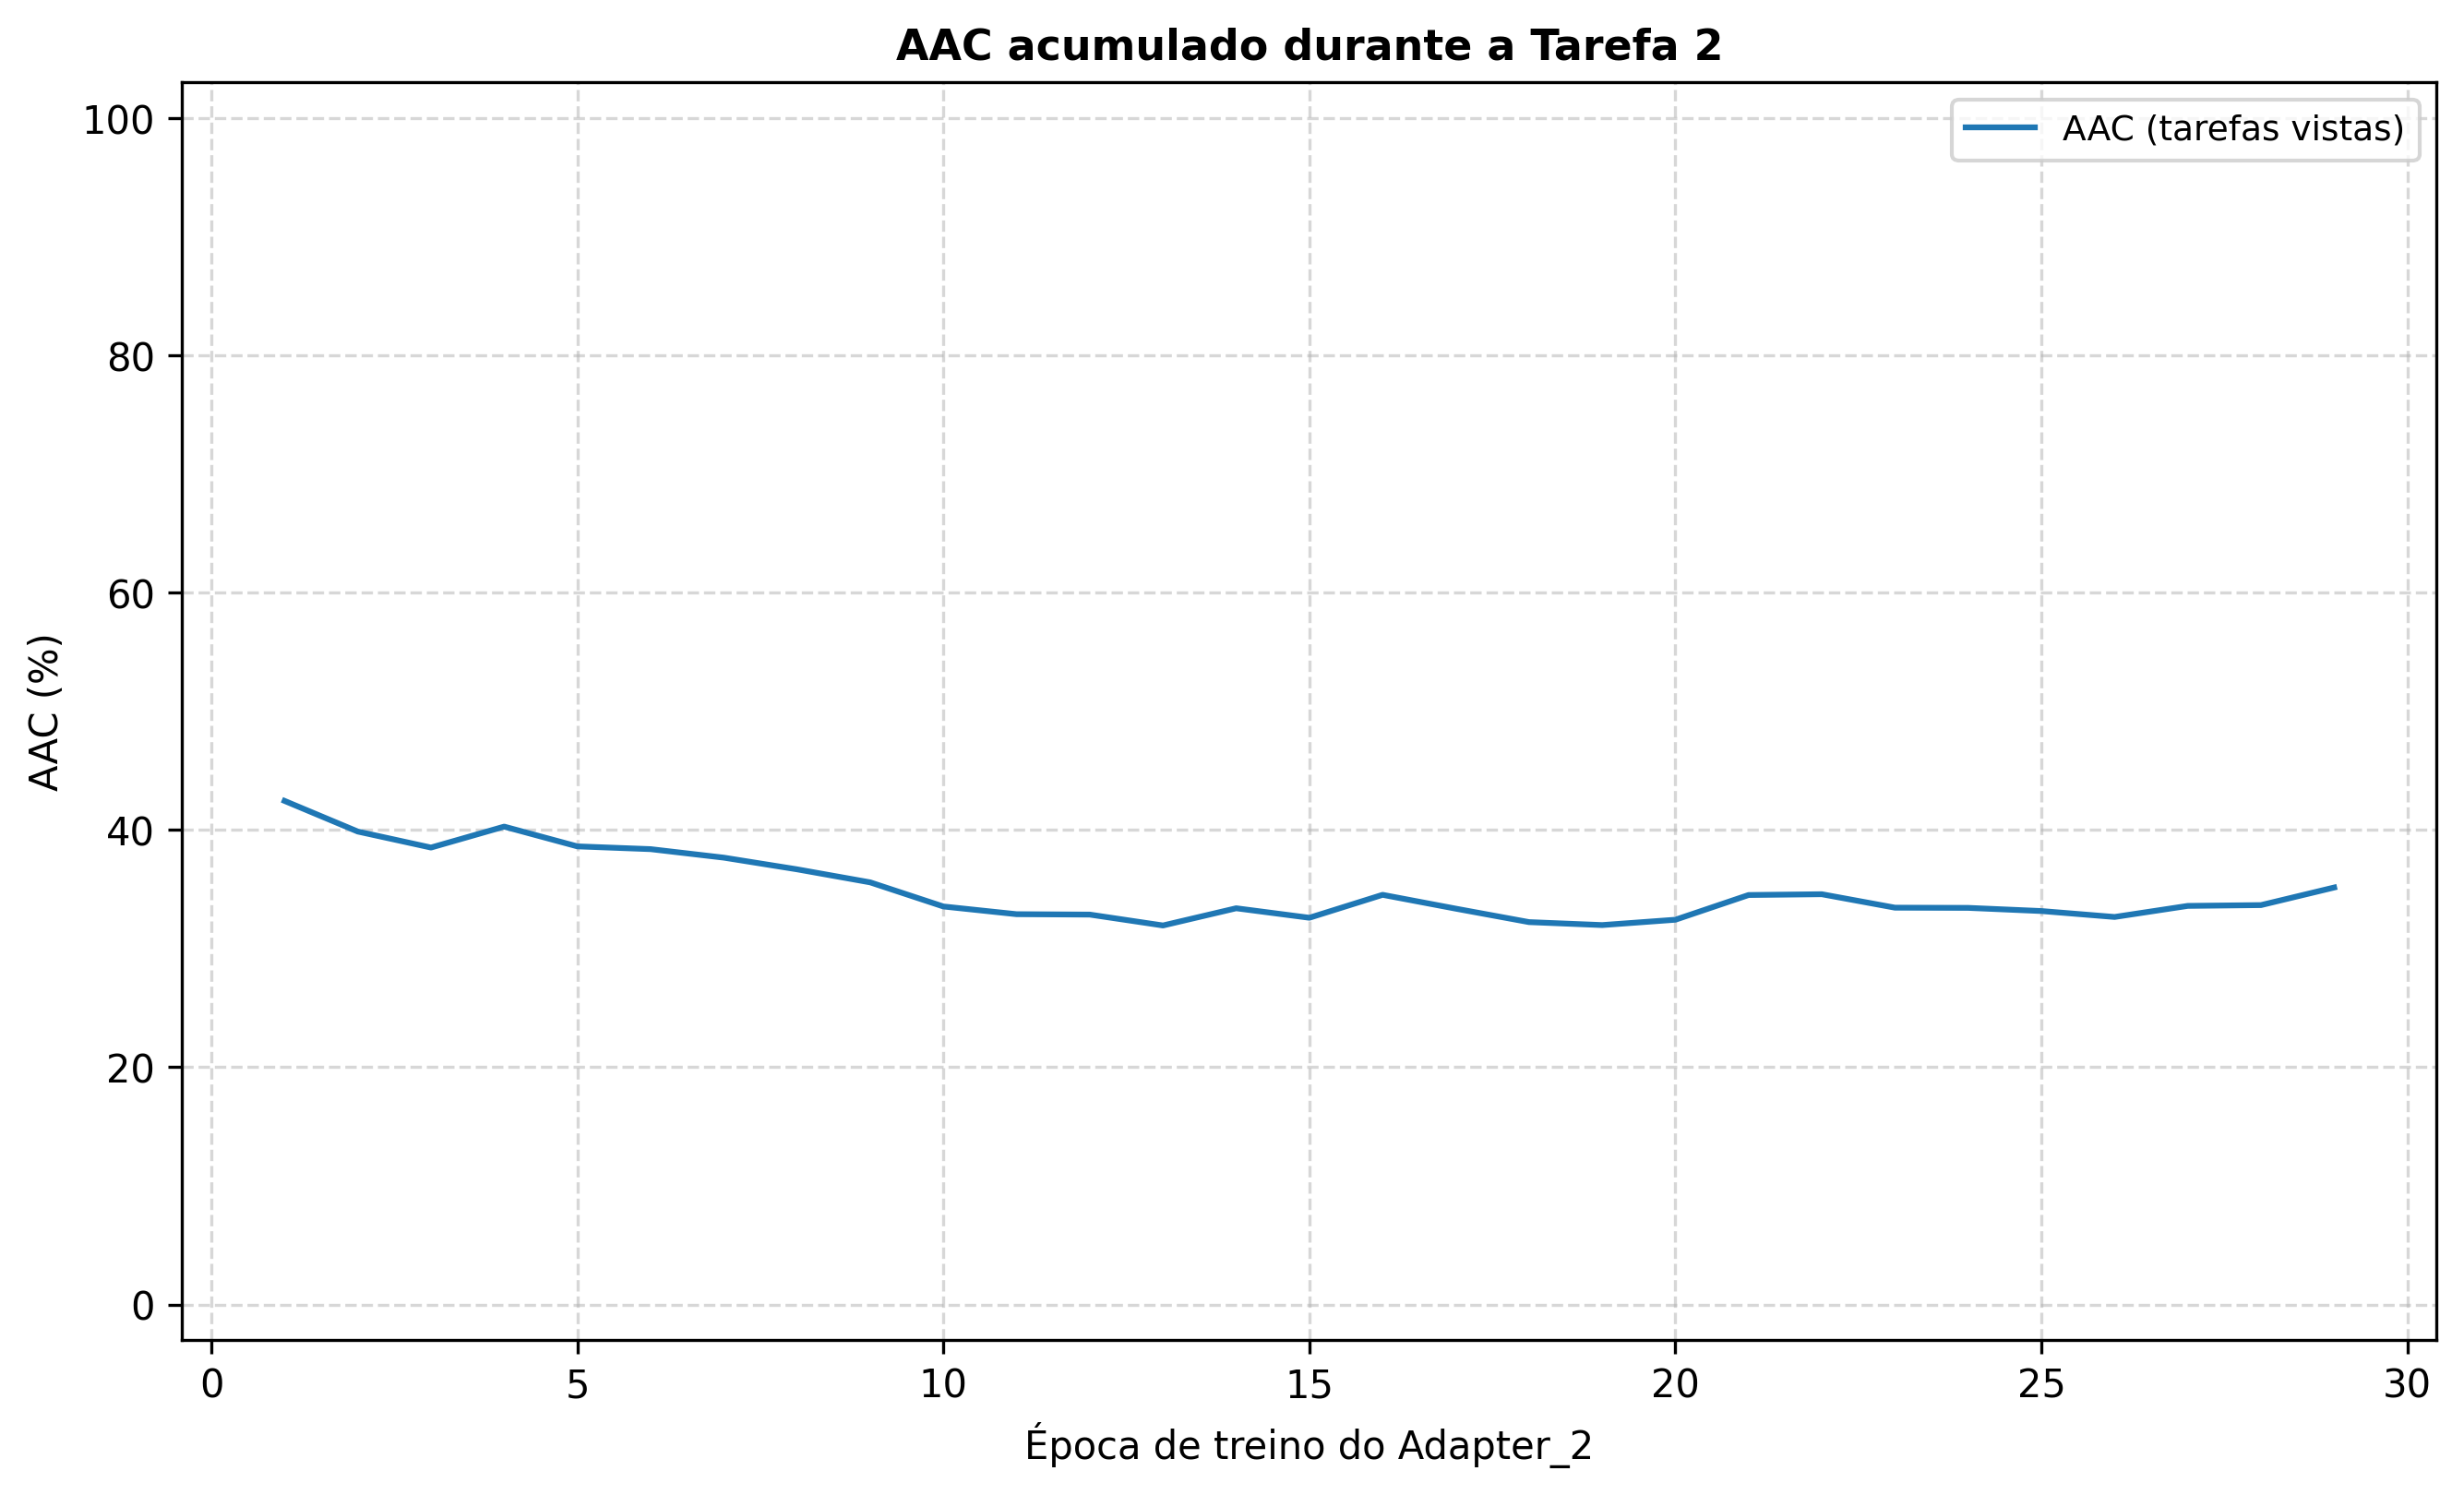 AAC acumulado durante a Tarefa 2
AAC (tarefas vistas)
AAC (%)
100
80
60
40
20
0
0 5 10 15 20 25 30
Época de treino do Adapter_2